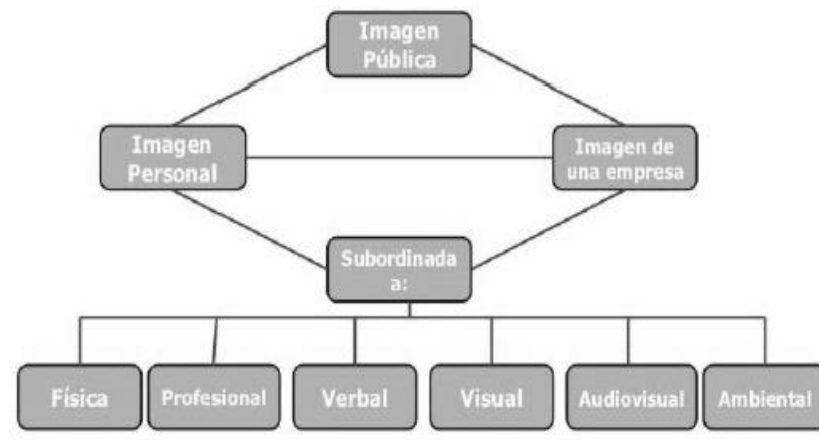 Imagen
Pública
Imagen
Personal
Imagen de
una empresa
Subordinada
a:
Física
Profesional
Verbal
Visual
Audiovisual
Ambiental